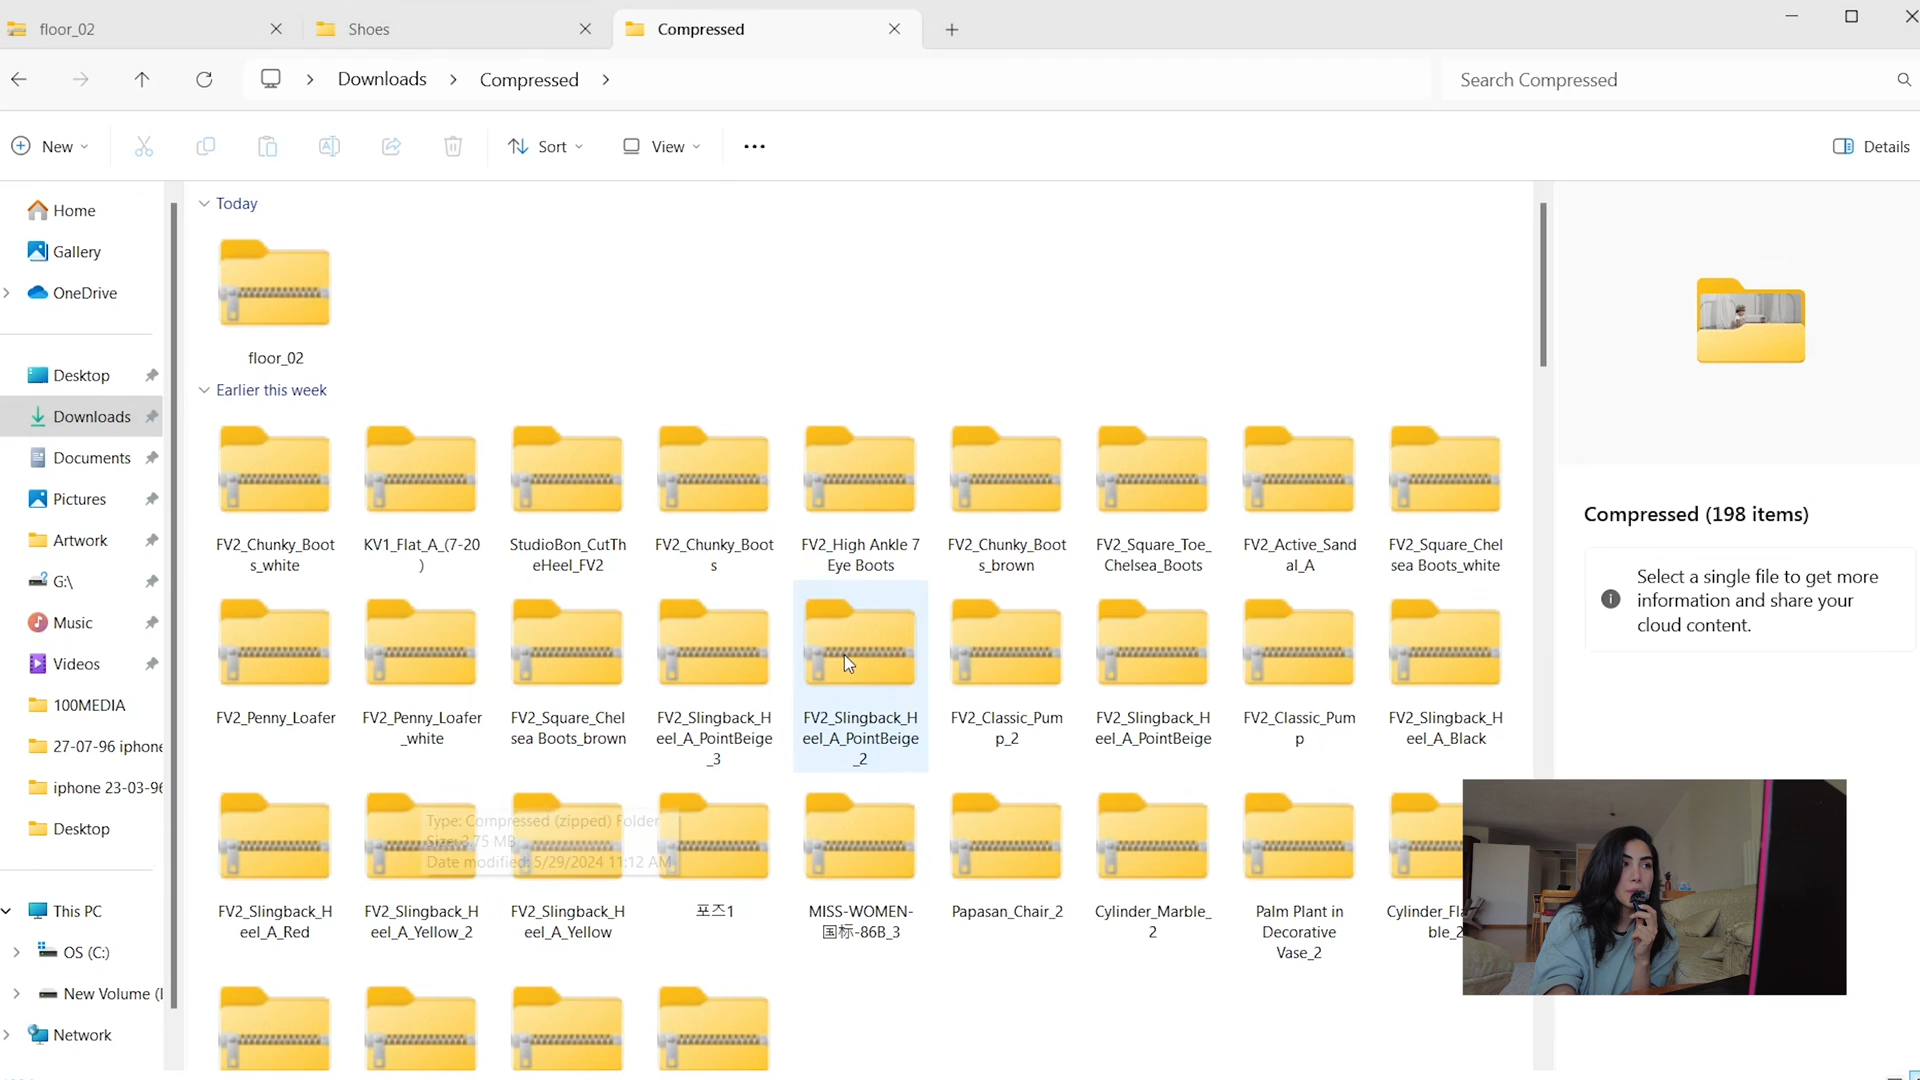 floor_02
Shoes
Compressed
Downloads
Compressed
Search Compressed
New
Sort
View
Details
Home
Gallery
OneDrive
Desktop
Downloads
Documents
Pictures
Artwork
G:\
Music
Videos
100MEDIA
27-07-96 iphone
iphone 23-03-96
Desktop
This PC
OS (C:)
New Volume (
Network
Today
floor_02
Earlier this week
FV2_Chunky_Boot
s_white
KV1_Flat_A_(7-20
)
StudioBon_CutTh
eHeel_FV2
FV2_Chunky_Boot
s
FV2_High Ankle 7
Eye Boots
FV2_Chunky_Boot
s_brown
FV2_Square_Toe_
Chelsea_Boots
FV2_Active_Sand
al_A
FV2_Square_Chel
sea Boots_white
FV2_Penny_Loafer
FV2_Penny_Loafer
_white
FV2_Square_Chel
sea Boots_brown
FV2_Slingback_H
eel_A_PointBeige
_3
FV2_Slingback_H
eel_A_PointBeige
_2
FV2_Classic_Pum
p_2
FV2_Slingback_H
eel_A_PointBeige
FV2_Classic_Pum
p
FV2_Slingback_H
eel_A_Black
Type: Compressed (zipped) Folder
Size: 3.75 MB
Date modified: 5/29/2024 11:12 AM
FV2_Slingback_H
eel_A_Red
FV2_Slingback_H
eel_A_Yellow_2
FV2_Slingback_H
eel_A_Yellow
포즈1
MISS-WOMEN-
国标-86B_3
Papasan_Chair_2
Cylinder_Marble_
2
Palm Plant in
Decorative
Vase_2
Cylinder_Fl
ble_2
Compressed (198 items)
Select a single file to get more
information and share your
cloud content.